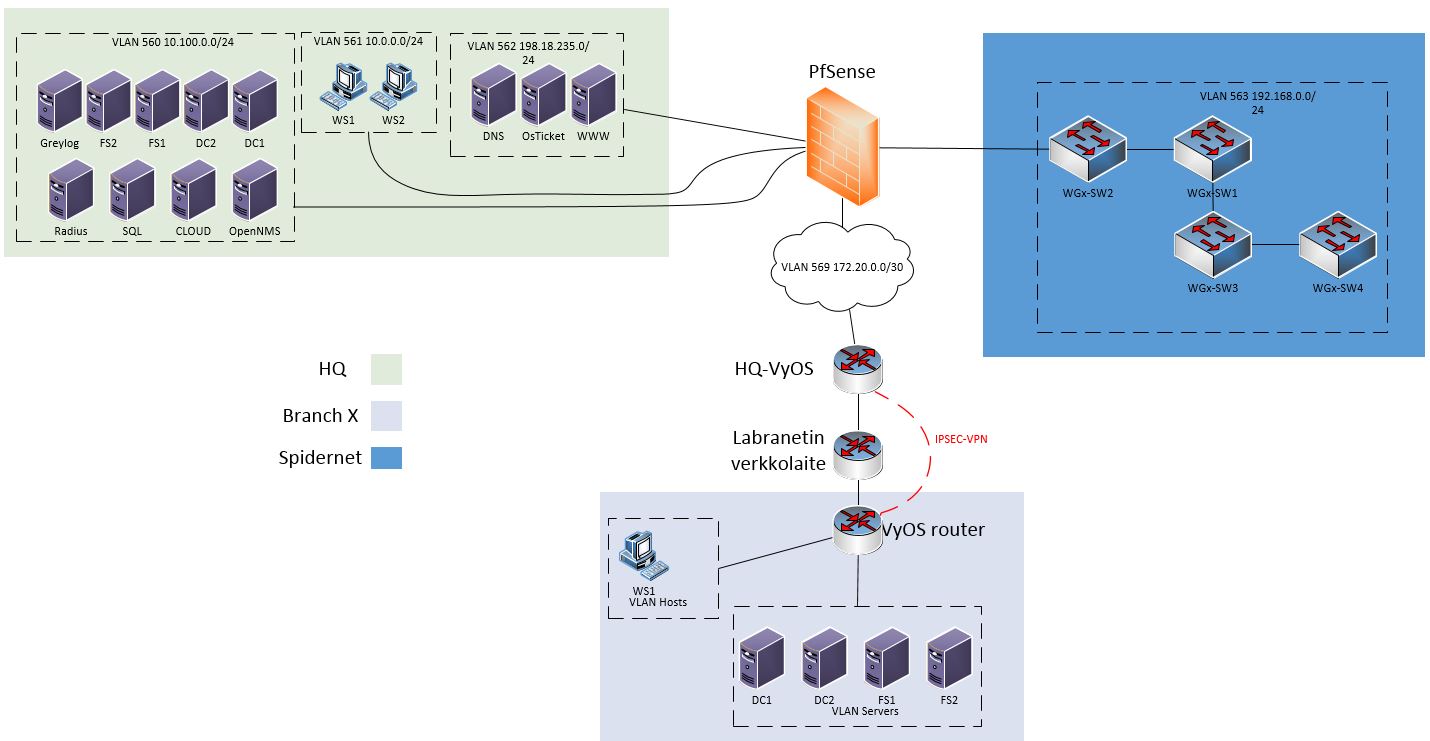 VLAN 560 10.100.0.0/24
Greylog
FS2
FS1
DC2
DC1
Radius
SQL
CLOUD
OpenNMS
VLAN 561 10.0.0.0/24
WS1
WS2
VLAN 562 198.18.235.0/
24
DNS
OsTicket
WWW
PfSense
VLAN 563 192.168.0.0/
24
WGx-SW2
WGx-SW1
WGx-SW3
WGx-SW4
VLAN 569 172.20.0.0/30
HQ
Branch X
Spidernet
HQ-VyOS
Labranetin
verkkolaite
IPSEC-VPN
VyOS router
WS1
VLAN Hosts
DC1
DC2
FS1
FS2
VLAN Servers